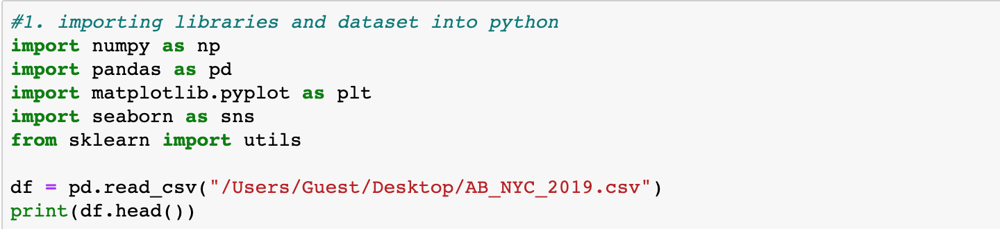 #1. importing libraries and dataset into python
import numpy as np
import pandas as pd
import matplotlib.pyplot as plt
import seaborn as sns
from sklearn import utils
df = pd.read_csv("/Users/Guest/Desktop/AB_NYC_2019.csv")
print(df.head())